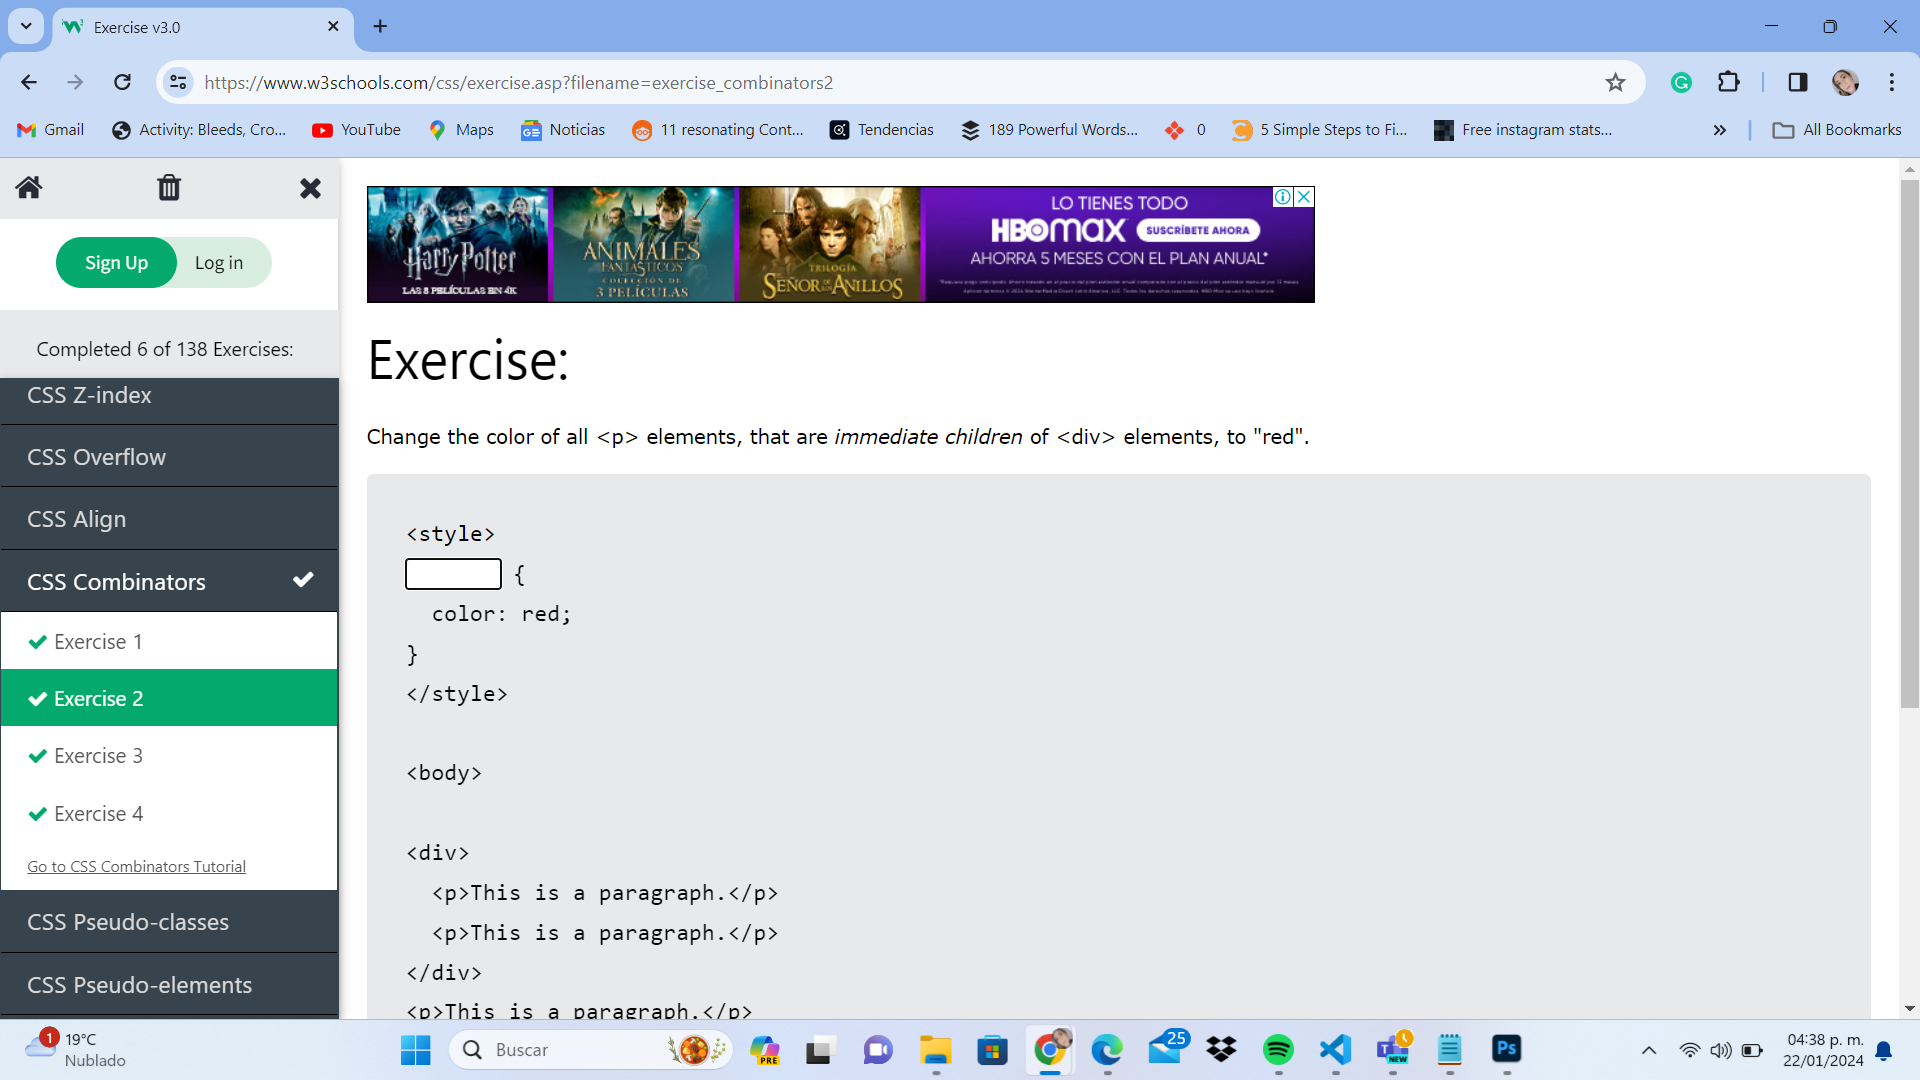 Exercise v3.0
https://www.w3schools.com/css/exercise.asp?filename=exercise_combinators2
Gmail
Activity: Bleeds, Cro...
YouTube
Maps
Noticias
11 resonating Cont...
Tendencias
189 Powerful Words...
0
5 Simple Steps to Fi...
Free instagram stats...
All Bookmarks
Sign Up
Log in
Completed 6 of 138 Exercises:
CSS Z-index
CSS Overflow
CSS Align
CSS Combinators
Exercise 1
Exercise 2
Exercise 3
Exercise 4
Go to CSS Combinators Tutorial
CSS Pseudo-classes
CSS Pseudo-elements
Harry Potter
LAS 8 PELÍCULAS EN 4K
ANIMALES
FANTÁSTICOS
COLECCIÓN DE
3 PELÍCULAS
TRILOGÍA
SEÑOR DE LOS ANILLOS
LO TIENES TODO
HBOMAX SUSCRÍBETE AHORA
AHORRA 5 MESES CON EL PLAN ANUAL*
Exercise:
Change the color of all <p> elements, that are immediate children of <div> elements, to "red".
<style>
{
color: red;
}
</style>
<body>
<div>
<p>This is a paragraph.</p>
<p>This is a paragraph.</p>
</div>
<p>This is a paragraph.</p>
1
19°C
Nublado
Buscar
PRE
25
NEW
Ps
04:38 p. m.
22/01/2024